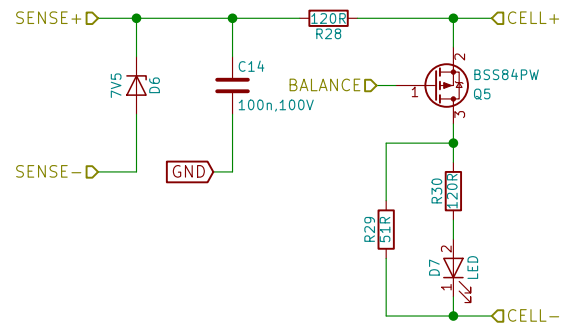 SENSE+
120R
R28
CELL+
7V5
D6
C14
100n,100V
BALANCE
1
2
BSS84PW
Q5
3
SENSE-
GND
R29
51R
R30
120R
2
D7
LED
1
CELL-